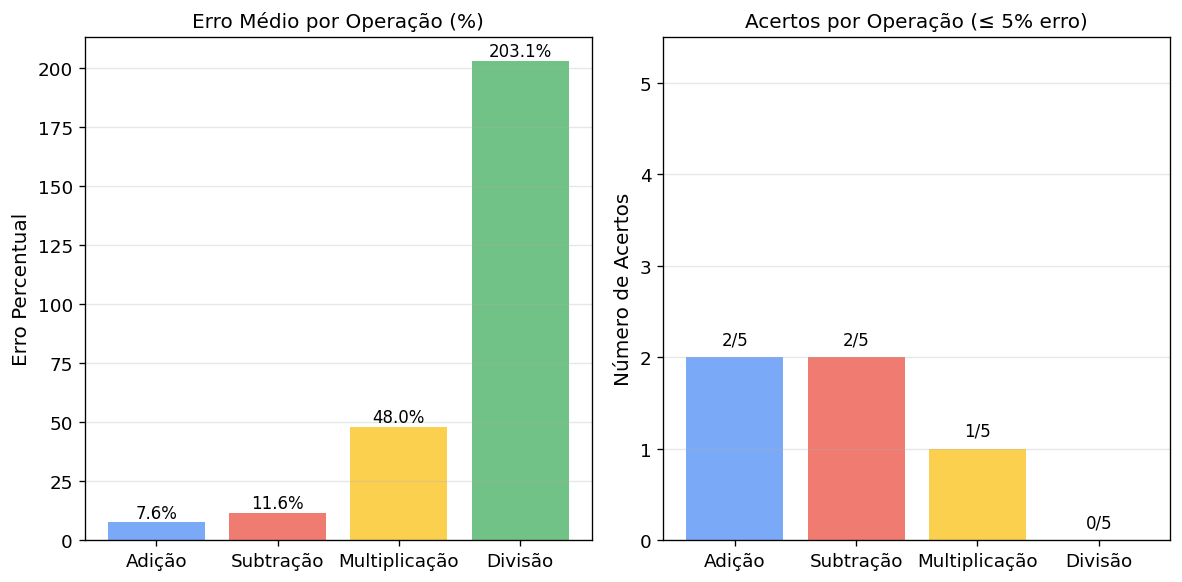 Erro Médio por Operação (%)
Erro Percentual
200
175
150
125
100
75
50
25
0
203.1%
48.0%
11.6%
7.6%
Adição
Subtração
Multiplicação
Divisão
Acertos por Operação (≤ 5% erro)
Número de Acertos
5
4
3
2
1
0
2/5
2/5
1/5
0/5
Adição
Subtração
Multiplicação
Divisão